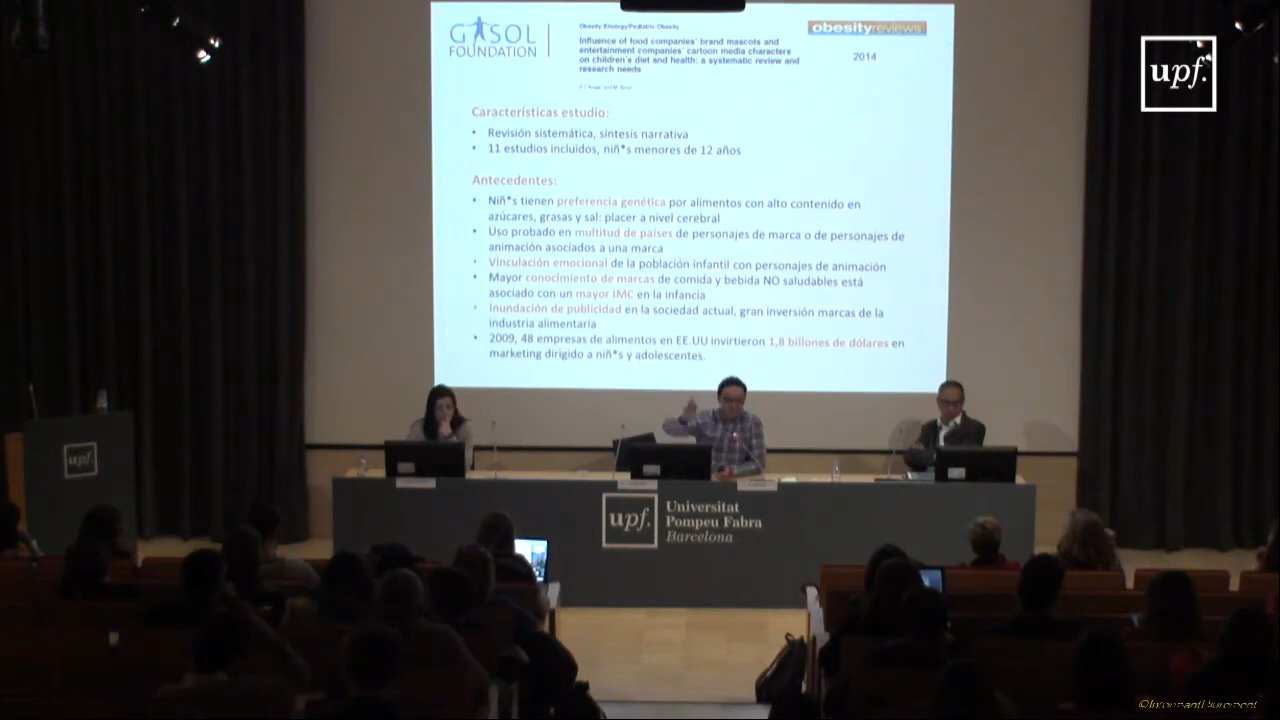 GASOL
FOUNDATION
Obesity Etiology/Pediatric Obesity
Influence of food companies' brand mascots and
entertainment companies' cartoon media characters
on children's diet and health: a systematic review and
research needs
obesityreviews
2014
Características estudio:
• Revisión sistemática, síntesis narrativa
• 11 estudios incluidos, niñ*s menores de 12 años
Antecedentes:
• Niñ*s tienen preferencia genética por alimentos con alto contenido en
azúcares, grasas y sal: placer a nivel cerebral
• Uso probado en multitud de países de personajes de marca o de personajes de
animación asociados a una marca
• Vinculación emocional de la población infantil con personajes de animación
• Mayor conocimiento de marcas de comida y bebida NO saludables está
asociado con un mayor IMC en la infancia
• Inundación de publicidad en la sociedad actual, gran inversión marcas de la
industria alimentaria
• 2009, 48 empresas de alimentos en EE.UU invirtieron 1,8 billones de dólares en
marketing dirigido a niñ*s y adolescentes.
upf.
upf.
upf.
Universitat
Pompeu Fabra
Barcelona